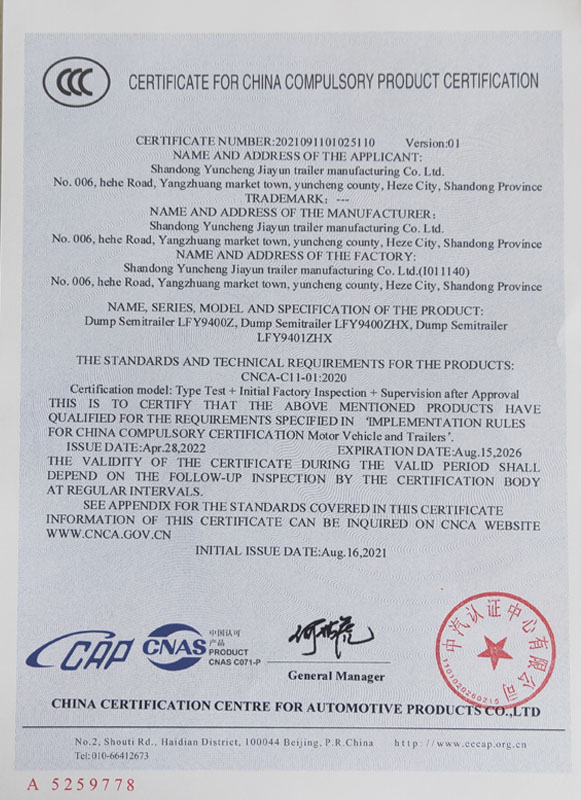 CCC
CERTIFICATE FOR CHINA COMPULSORY PRODUCT CERTIFICATION
CERTIFICATE NUMBER:2021091101025110 Version:01
NAME AND ADDRESS OF THE APPLICANT:
Shandong Yuncheng Jiayun trailer manufacturing Co. Ltd.
No. 006, hehe Road, Yangzhuang market town, yuncheng county, Heze City, Shandong Province
TRADEMARK: ---
NAME AND ADDRESS OF THE MANUFACTURER:
Shandong Yuncheng Jiayun trailer manufacturing Co. Ltd.
No. 006, hehe Road, Yangzhuang market town, yuncheng county, Heze City, Shandong Province
NAME AND ADDRESS OF THE FACTORY:
Shandong Yuncheng Jiayun trailer manufacturing Co. Ltd.(I011140)
No. 006, hehe Road, Yangzhuang market town, yuncheng county, Heze City, Shandong Province
NAME, SERIES, MODEL AND SPECIFICATION OF THE PRODUCT:
Dump Semitrailer LFY9400Z, Dump Semitrailer LFY9400ZHX, Dump Semitrailer
LFY9401ZHX
THE STANDARDS AND TECHNICAL REQUIREMENTS FOR THE PRODUCTS:
CNCA-C11-01:2020
Certification model: Type Test + Initial Factory Inspection + Supervision after Approval
THIS IS TO CERTIFY THAT THE ABOVE MENTIONED PRODUCTS HAVE
QUALIFIED FOR THE REQUIREMENTS SPECIFIED IN 'IMPLEMENTATION RULES
FOR CHINA COMPULSORY CERTIFICATION Motor Vehicle and Trailers'.
ISSUE DATE:Apr.28,2022 EXPIRATION DATE:Aug.15,2026
THE VALIDITY OF THE CERTIFICATE DURING THE VALID PERIOD SHALL
DEPEND ON THE FOLLOW-UP INSPECTION BY THE CERTIFICATION BODY
AT REGULAR INTERVALS.
SEE APPENDIX FOR THE STANDARDS COVERED IN THIS CERTIFICATE
INFORMATION OF THIS CERTIFICATE CAN BE INQUIRED ON CNCA WEBSITE
WWW.CNCA.GOV.CN
INITIAL ISSUE DATE:Aug.16,2021
CCAP
CNAS
中国认可
产品
PRODUCT
CNAS C071-P
General Manager
中汽认证中心有限公司
1101020260215
CHINA CERTIFICATION CENTRE FOR AUTOMOTIVE PRODUCTS CO.,LTD
No.2, Shouti Rd., Haidian District, 100044 Beijing, P.R.China http://www.cccap.org.cn
Tel:010-66412673
A 5259778